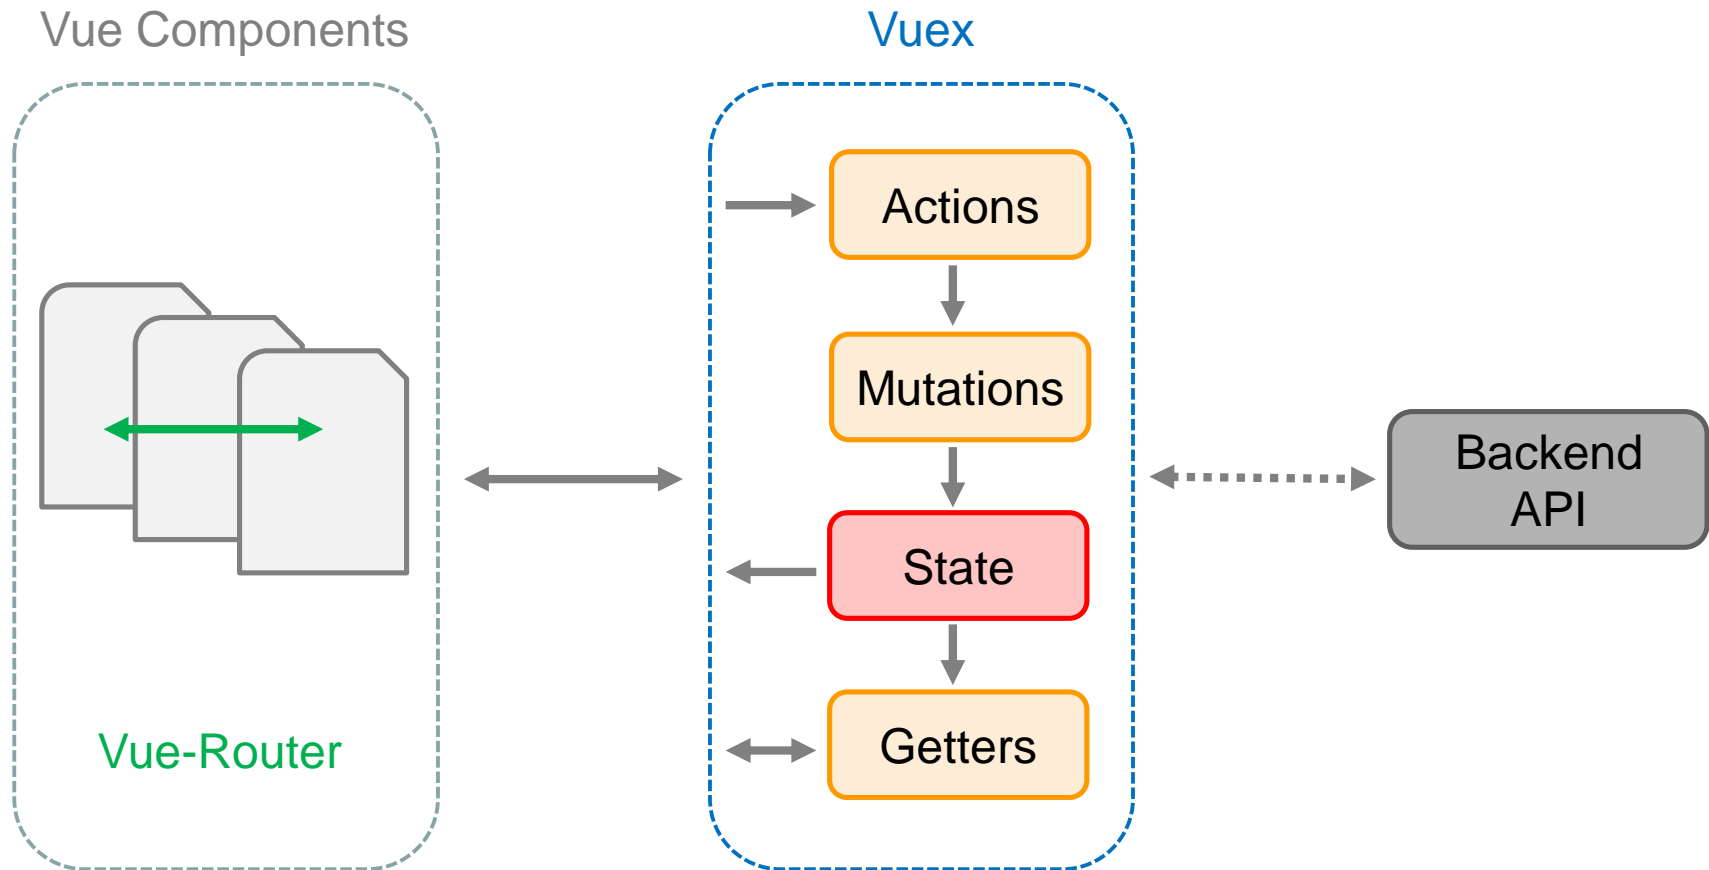 Vue Components
Vuex
Actions
Mutations
State
Getters
Vue-Router
Backend
API